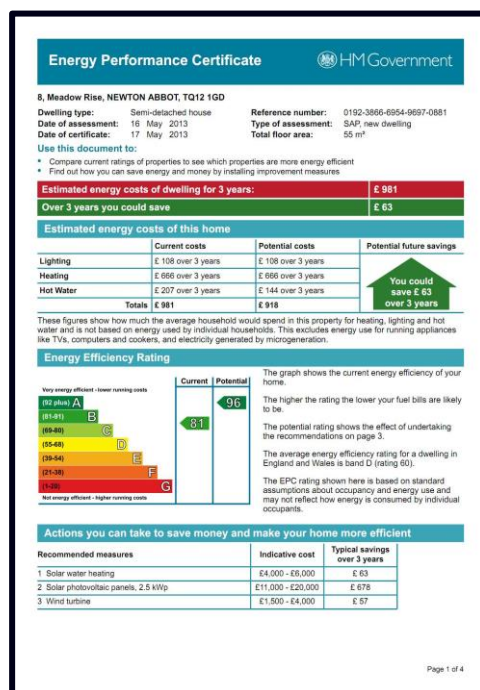 Energy Performance Certificate
HM Government
8, Meadow Rise, NEWTON ABBOT, TQ12 1GD
Dwelling type: Semi-detached house
Date of assessment: 16 May 2013
Date of certificate: 17 May 2013
Reference number: 0192-3866-6954-9697-0881
Type of assessment: SAP, new dwelling
Total floor area: 55 m²
Use this document to:
• Compare current ratings of properties to see which properties are more energy efficient
• Find out how you can save energy and money by installing improvement measures
Estimated energy costs of dwelling for 3 years: £ 981
Over 3 years you could save £ 63
Estimated energy costs of this home
Current costs Potential costs Potential future savings
Lighting £ 108 over 3 years £ 108 over 3 years
Heating £ 666 over 3 years £ 666 over 3 years
Hot Water £ 207 over 3 years £ 144 over 3 years
Totals £ 981 £ 918
You could
save £ 63
over 3 years
These figures show how much the average household would spend in this property for heating, lighting and hot
water and is not based on energy used by individual households. This excludes energy use for running appliances
like TVs, computers and cookers, and electricity generated by microgeneration.
Energy Efficiency Rating
Current Potential
Very energy efficient - lower running costs
(92 plus) A
(81-91) B
(69-80) C
(55-68) D
(39-54) E
(21-38) F
(1-20) G
Not energy efficient - higher running costs
81
96
The graph shows the current energy efficiency of your
home.
The higher the rating the lower your fuel bills are likely
to be.
The potential rating shows the effect of undertaking
the recommendations on page 3.
The average energy efficiency rating for a dwelling in
England and Wales is band D (rating 60).
The EPC rating shown here is based on standard
assumptions about occupancy and energy use and
may not reflect how energy is consumed by individual
occupants.
Actions you can take to save money and make your home more efficient
Recommended measures Indicative cost Typical savings
over 3 years
1 Solar water heating £4,000 - £6,000 £ 63
2 Solar photovoltaic panels, 2.5 kWp £11,000 - £20,000 £ 678
3 Wind turbine £1,500 - £4,000 £ 57
Page 1 of 4